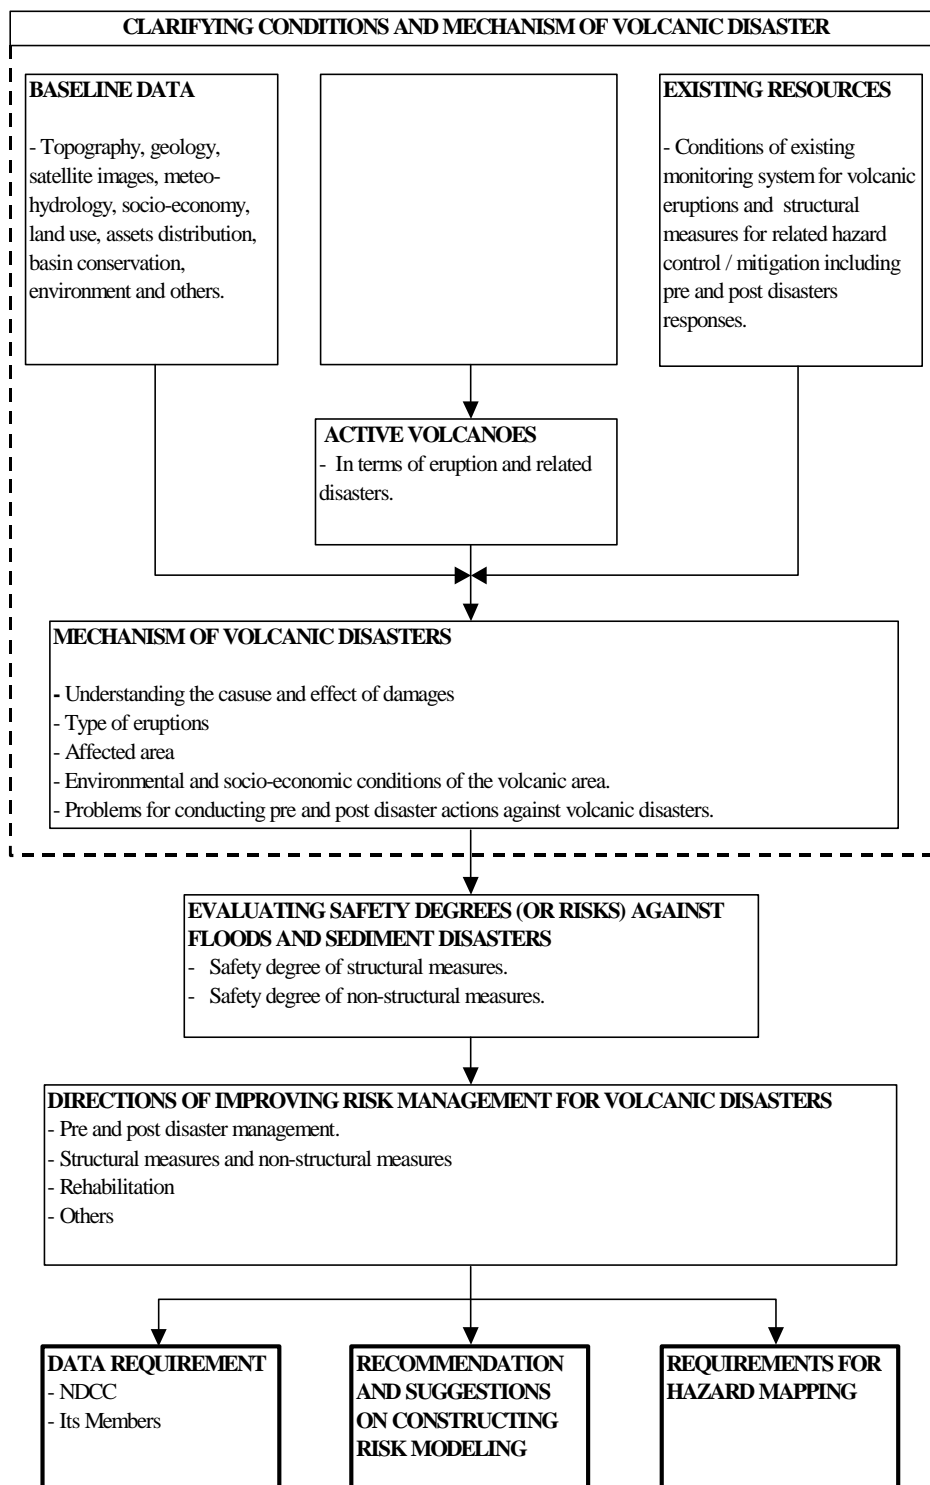 CLARIFYING CONDITIONS AND MECHANISM OF VOLCANIC DISASTER
BASELINE DATA
- Topography, geology,
satellite images, meteo-
hydrology, socio-economy,
land use, assets distribution,
basin conservation,
environment and others.
EXISTING RESOURCES
- Conditions of existing
monitoring system for volcanic
eruptions and structural
measures for related hazard
control / mitigation including
pre and post disasters
responses.
ACTIVE VOLCANOES
- In terms of eruption and related
disasters.
MECHANISM OF VOLCANIC DISASTERS
- Understanding the casuse and effect of damages
- Type of eruptions
- Affected area
- Environmental and socio-economic conditions of the volcanic area.
- Problems for conducting pre and post disaster actions against volcanic disasters.
EVALUATING SAFETY DEGREES (OR RISKS) AGAINST
FLOODS AND SEDIMENT DISASTERS
- Safety degree of structural measures.
- Safety degree of non-structural measures.
DIRECTIONS OF IMPROVING RISK MANAGEMENT FOR VOLCANIC DISASTERS
- Pre and post disaster management.
- Structural measures and non-structural measures
- Rehabilitation
- Others
DATA REQUIREMENT
- NDCC
- Its Members
RECOMMENDATION
AND SUGGESTIONS
ON CONSTRUCTING
RISK MODELING
REQUIREMENTS FOR
HAZARD MAPPING